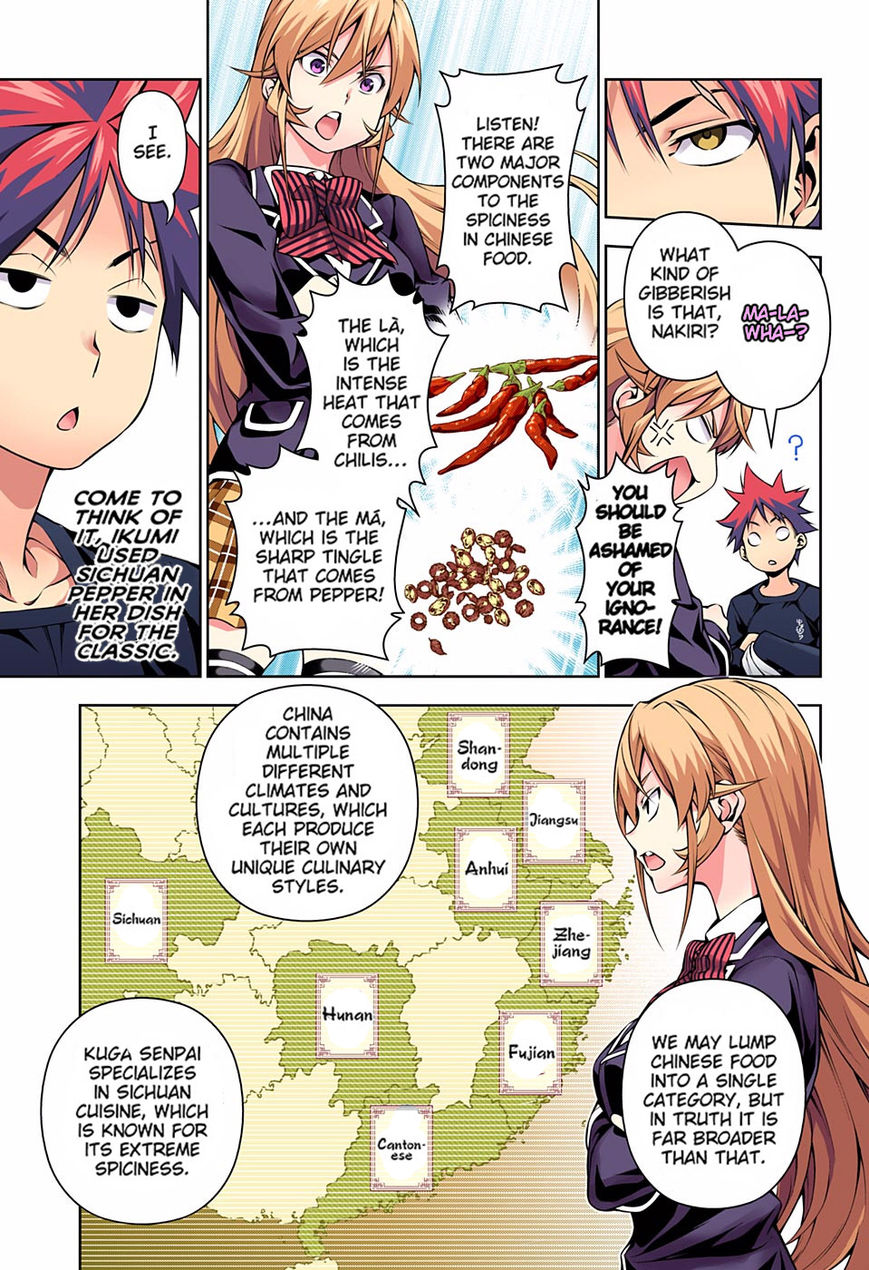 WHAT
KIND OF
GIBBERISH
IS THAT,
NAKIRI?
MA-LA-
WHA-?
?
YOU
SHOULD
BE
ASHAMED
OF
YOUR
IGNO-
RANCE!
LISTEN!
THERE ARE
TWO MAJOR
COMPONENTS
TO THE
SPICINESS
IN CHINESE
FOOD.
THE LÀ,
WHICH
IS THE
INTENSE
HEAT THAT
COMES
FROM
CHILIS...
...AND THE MÁ,
WHICH IS THE
SHARP TINGLE
THAT COMES
FROM PEPPER!
I
SEE.
COME TO
THINK OF
IT, IKUMI
USED
SICHUAN
PEPPER IN
HER DISH
FOR THE
CLASSIC.
CHINA
CONTAINS
MULTIPLE
DIFFERENT
CLIMATES AND
CULTURES, WHICH
EACH PRODUCE
THEIR OWN
UNIQUE CULINARY
STYLES.
Shan-
dong
Jiangsu
Anhui
Zhe-
jiang
Sichuan
Hunan
Fujian
Canton-
ese
WE MAY LUMP
CHINESE FOOD
INTO A SINGLE
CATEGORY, BUT
IN TRUTH IT IS
FAR BROADER
THAN THAT.
KUGA SENPAI
SPECIALIZES
IN SICHUAN
CUISINE, WHICH
IS KNOWN FOR
ITS EXTREME
SPICINESS.